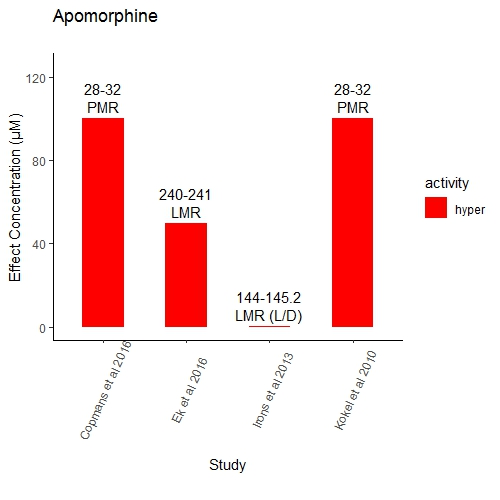 Apomorphine
Effect Concentration (µM)
120
80
40
0
28-32
PMR
240-241
LMR
144-145.2
LMR (L/D)
28-32
PMR
Copmans et al 2016
Ek et al 2016
Irons et al 2013
Kokel et al 2010
Study
activity
hyper